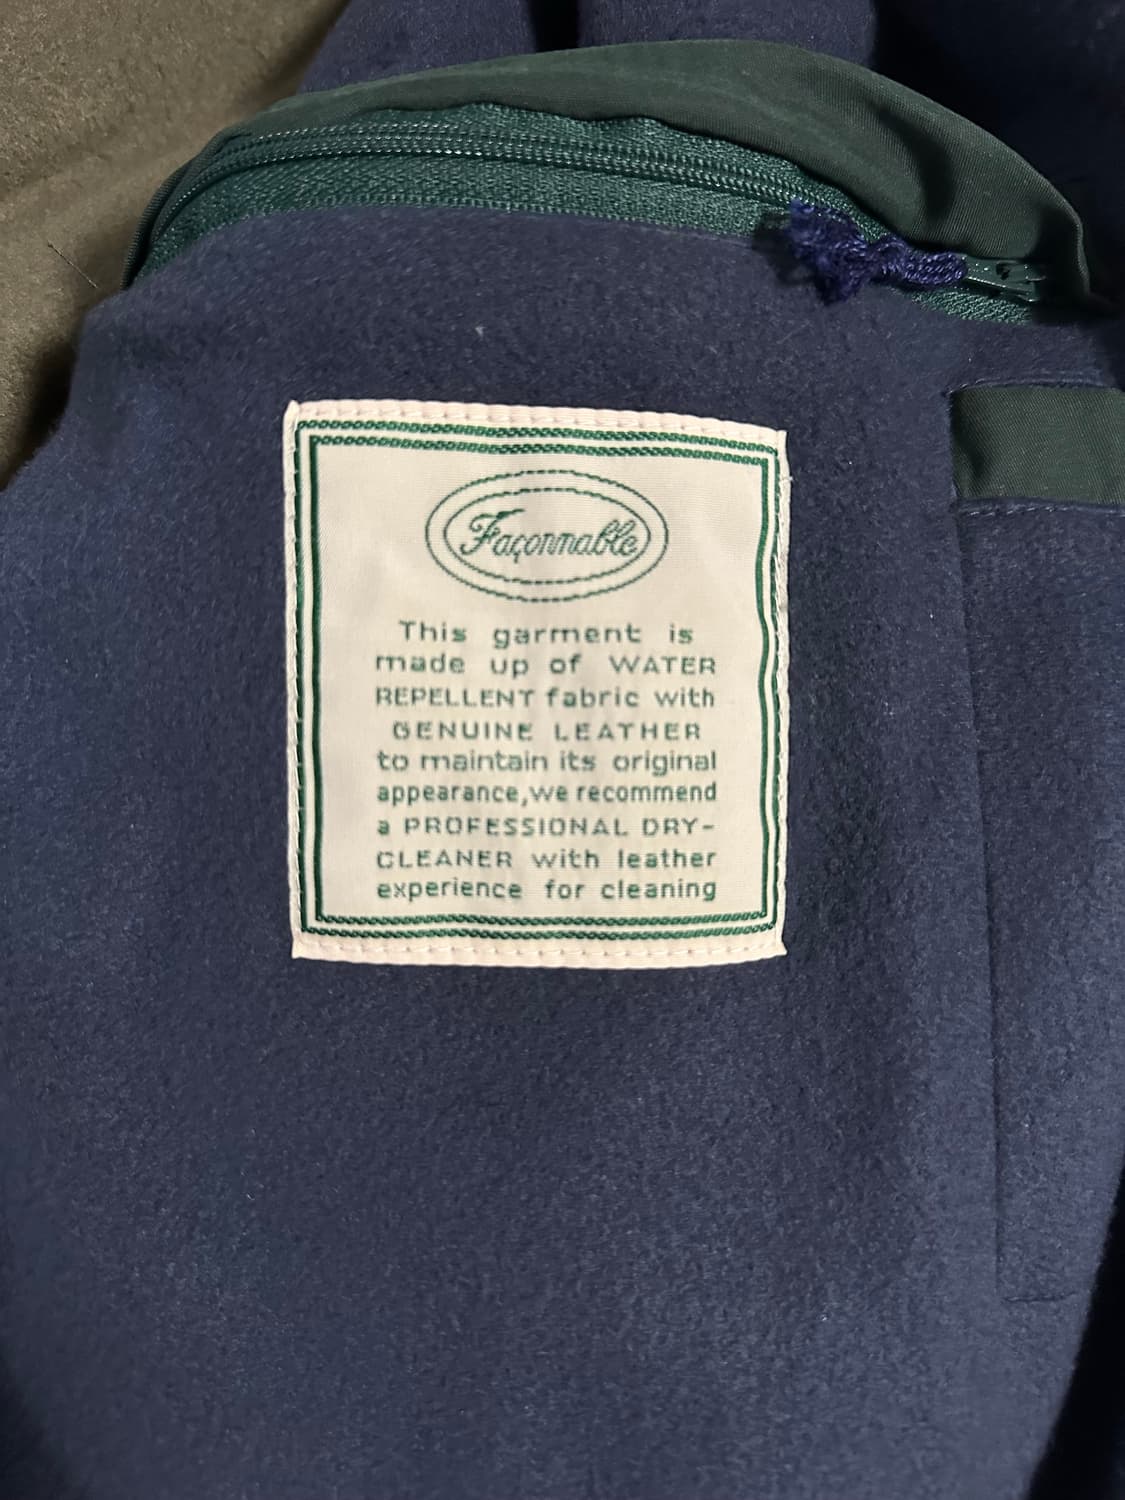 Façonnable
This garment is
made up of WATER
REPELLENT fabric with
GENUINE LEATHER
to maintain its original
appearance,we recommend
a PROFESSIONAL DRY-
CLEANER with leather
experience for cleaning